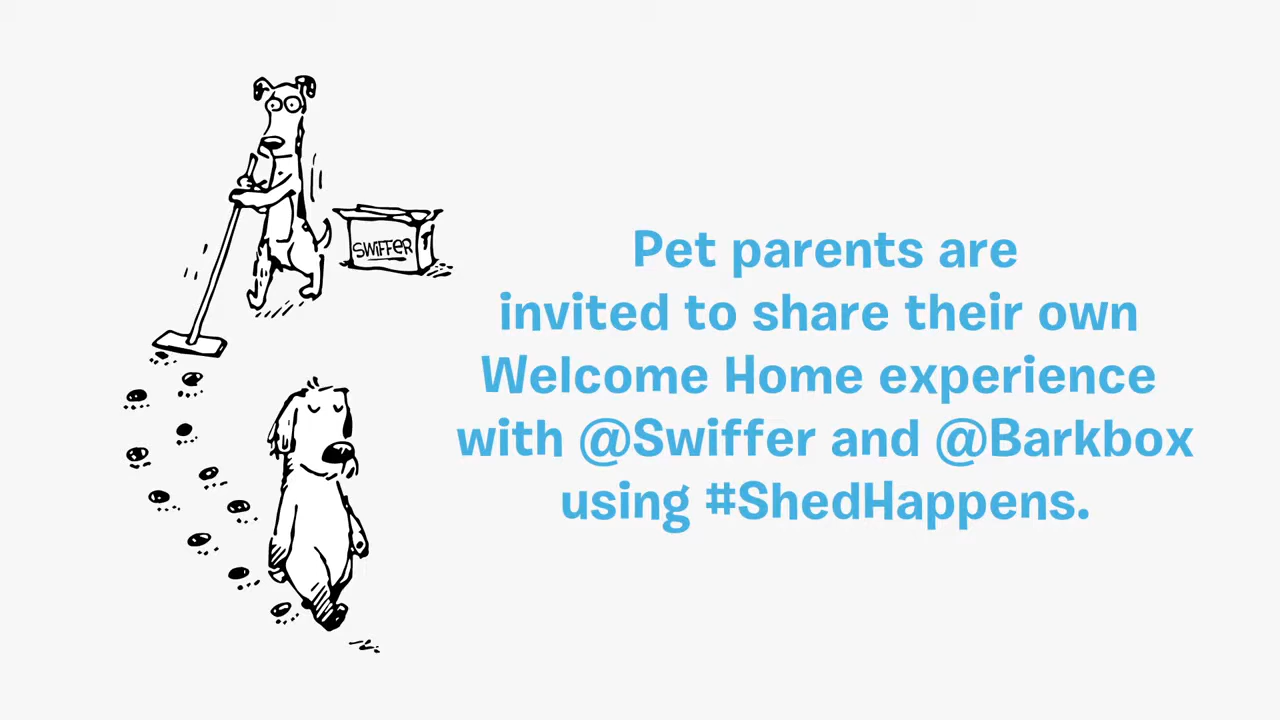 SWIFFER
Pet parents are
invited to share their own
Welcome Home experience
with @Swiffer and @Barkbox
using #ShedHappens.